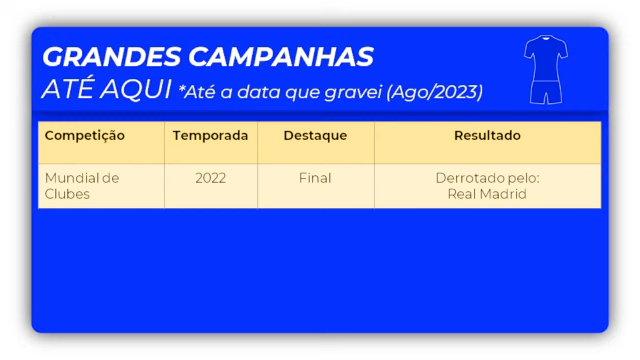 GRANDES CAMPANHAS
ATÉ AQUI *Até a data que gravei (Ago/2023)
Competição Temporada Destaque Resultado
Mundial de Clubes 2022 Final Derrotado pelo: Real Madrid